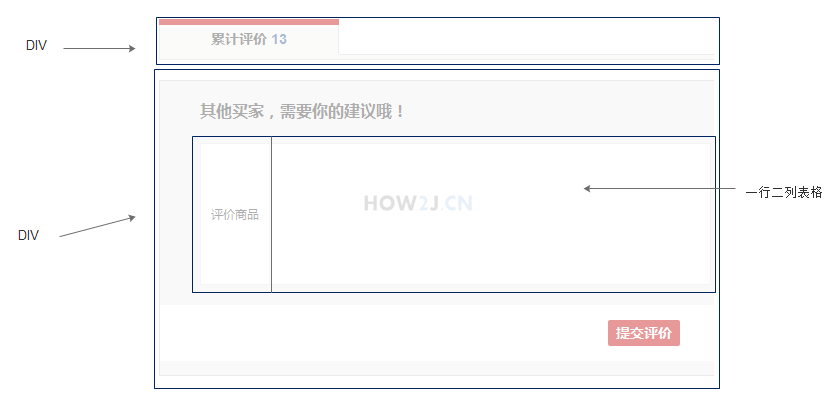 DIV
累计评价 13
其他买家，需要你的建议哦！
评价商品
HOW2J.CN
一行二列表格
DIV
提交评价